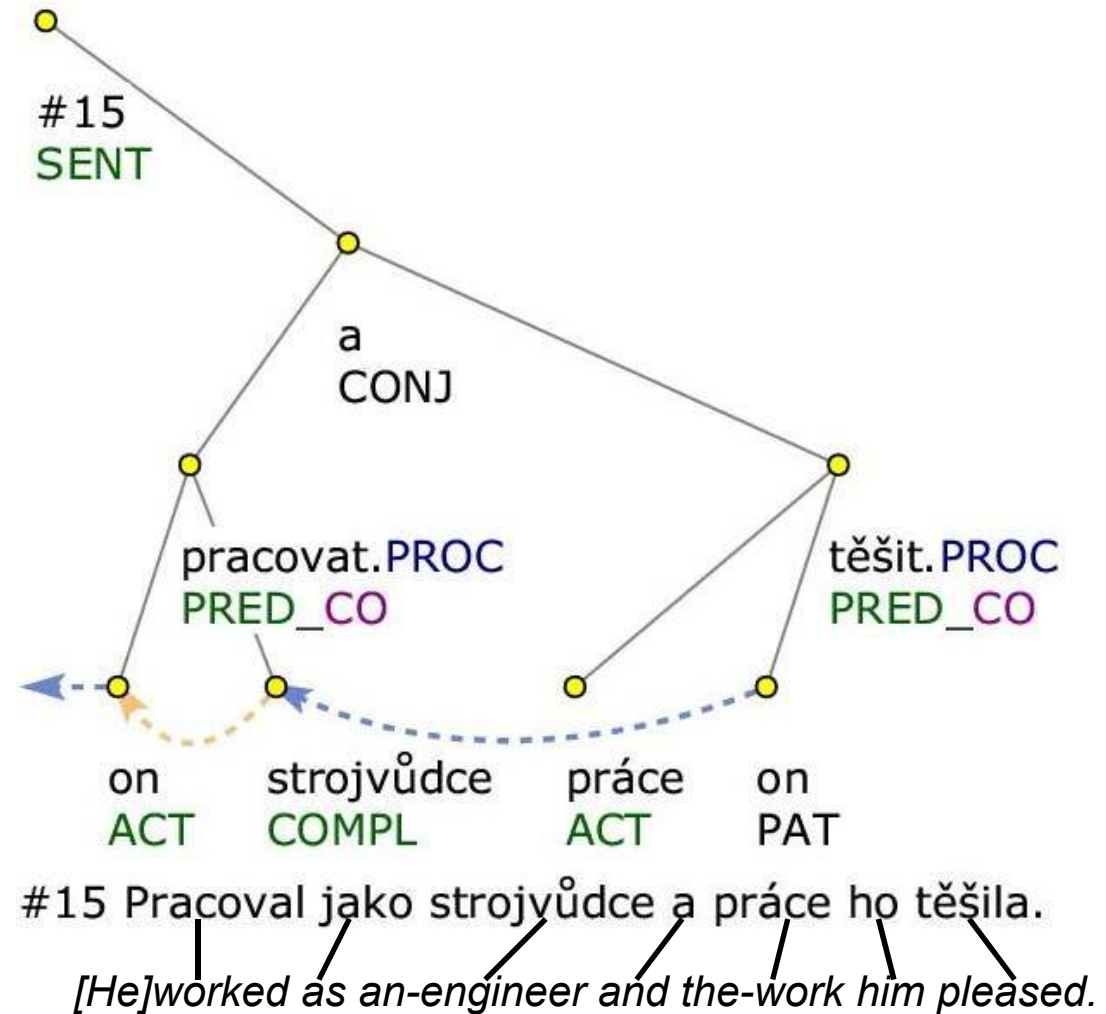 #15
SENT
a
CONJ
pracovat.PROC těšit.PROC
PRED_CO PRED_CO
on strojvůdce práce on
ACT COMPL ACT PAT
#15 Pracoval jako strojvůdce a práce ho těšila.
[He]worked as an-engineer and the-work him pleased.